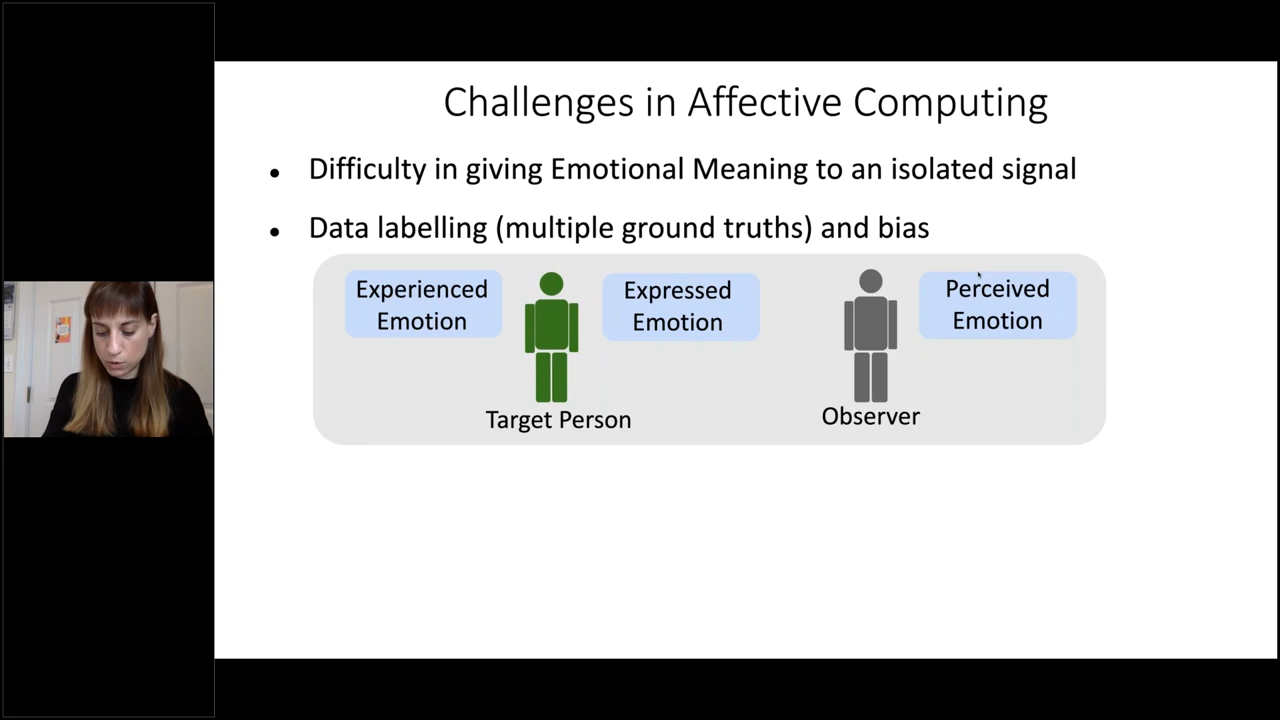 Challenges in Affective Computing
• Difficulty in giving Emotional Meaning to an isolated signal
• Data labelling (multiple ground truths) and bias
Experienced
Emotion
Expressed
Emotion
Perceived
Emotion
Target Person
Observer